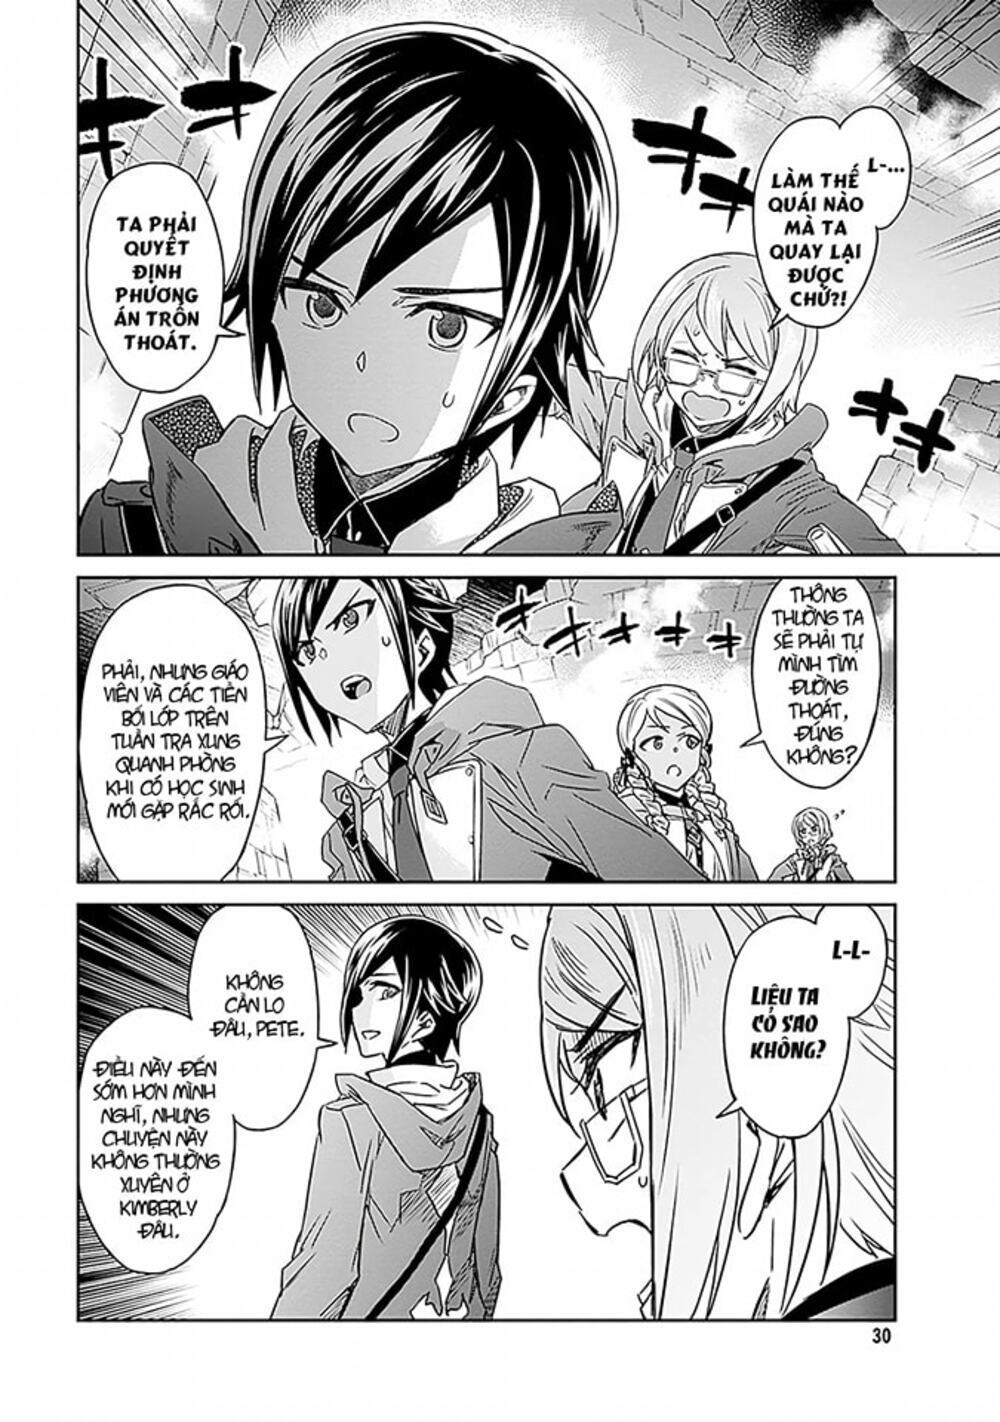 L-...
LÀM THẾ
QUÁI NÀO
MÀ TA
QUAY LẠI
ĐƯỢC
CHỨ?!
TA PHẢI
QUYẾT
ĐỊNH
PHƯƠNG
ÁN TRỐN
THOÁT.
THÔNG
THƯỜNG TA
SẼ PHẢI TỰ
MÌNH TÌM
ĐƯỜNG
THOÁT,
ĐÚNG
KHÔNG?
PHẢI, NHƯNG GIÁO
VIÊN VÀ CÁC TIỀN
BỐI LỚP TRÊN
TUẦN TRA XUNG
QUANH PHÒNG
KHI CÓ HỌC SINH
MỚI GẶP RẮC RỐI.
L-L-
LIỆU TA
CÓ SAO
KHÔNG?
KHÔNG
CẦN LO
ĐÂU, PETE.
ĐIỀU NÀY ĐẾN
SỚM HƠN MÌNH
NGHĨ, NHƯNG
CHUYỆN NÀY
KHÔNG THƯỜNG
XUYÊN Ở
KIMBERLY
ĐÂU.
30